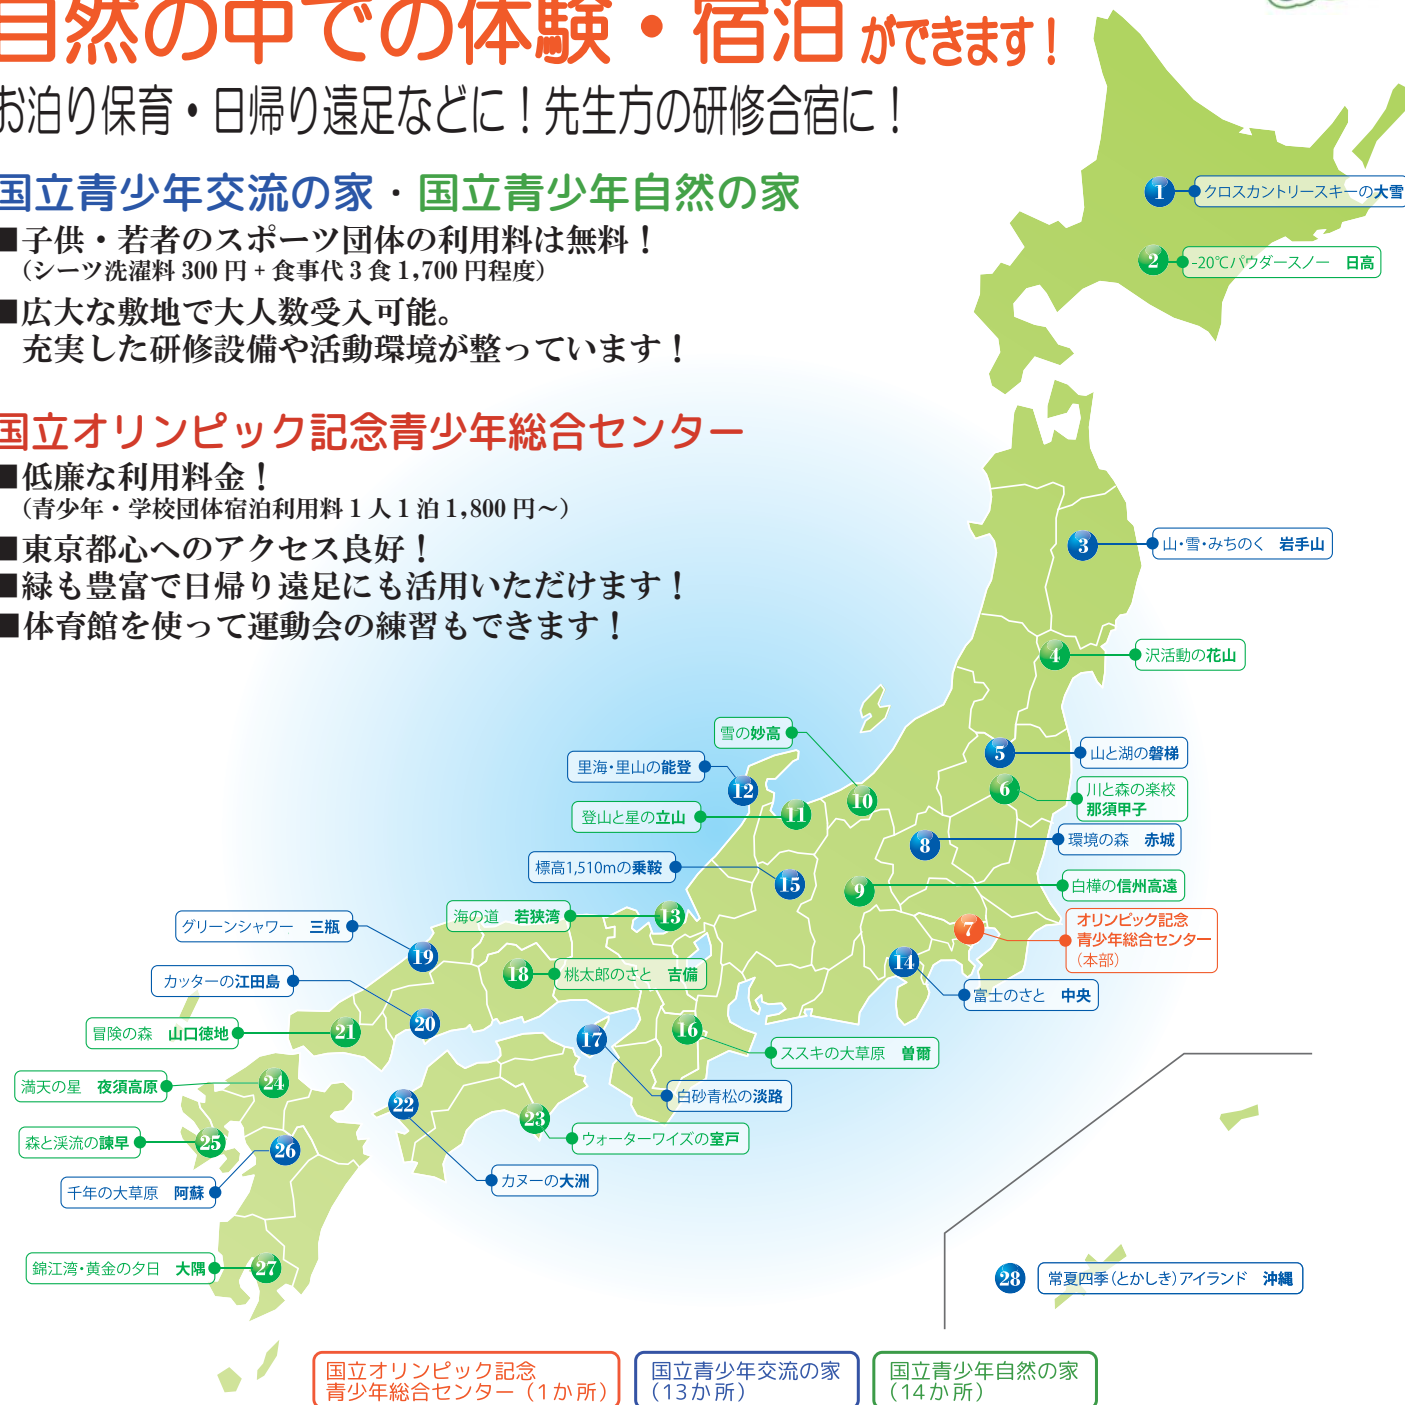 自然の中での体験・宿泊ができます！
お泊り保育・日帰り遠足などに！先生方の研修合宿に！
国立青少年交流の家・国立青少年自然の家
■子供・若者のスポーツ団体の利用料は無料！
（シーツ洗濯料 300 円 + 食事代 3 食 1,700 円程度）
■広大な敷地で大人数受入可能。
充実した研修設備や活動環境が整っています！
国立オリンピック記念青少年総合センター
■低廉な利用料金！
（青少年・学校団体宿泊利用料 1 人 1 泊 1,800 円～）
■東京都心へのアクセス良好！
■緑も豊富で日帰り遠足にも活用いただけます！
■体育館を使って運動会の練習もできます！
1 クロスカントリースキーの大雪
2 -20℃パウダースノー　日高
3 山・雪・みちのく　岩手山
4 沢活動の花山
5 山と湖の磐梯
6 川と森の楽校
那須甲子
7 オリンピック記念
青少年総合センター
（本部）
8 環境の森　赤城
9 白樺の信州高遠
10 雪の妙高
11 登山と星の立山
12 里海・里山の能登
13 海の道　若狭湾
14 富士のさと　中央
15 標高1,510mの乗鞍
16 ススキの大草原　曽爾
17 白砂青松の淡路
18 桃太郎のさと　吉備
19 グリーンシャワー　三瓶
20 カッターの江田島
21 冒険の森　山口徳地
22 カヌーの大洲
23 ウォーターワイズの室戸
24 満天の星　夜須高原
25 森と渓流の諫早
26 千年の大草原　阿蘇
27 錦江湾・黄金の夕日　大隅
28 常夏四季（とかしき）アイランド　沖縄
国立オリンピック記念
青少年総合センター（1か所）
国立青少年交流の家
（13か所）
国立青少年自然の家
（14か所）